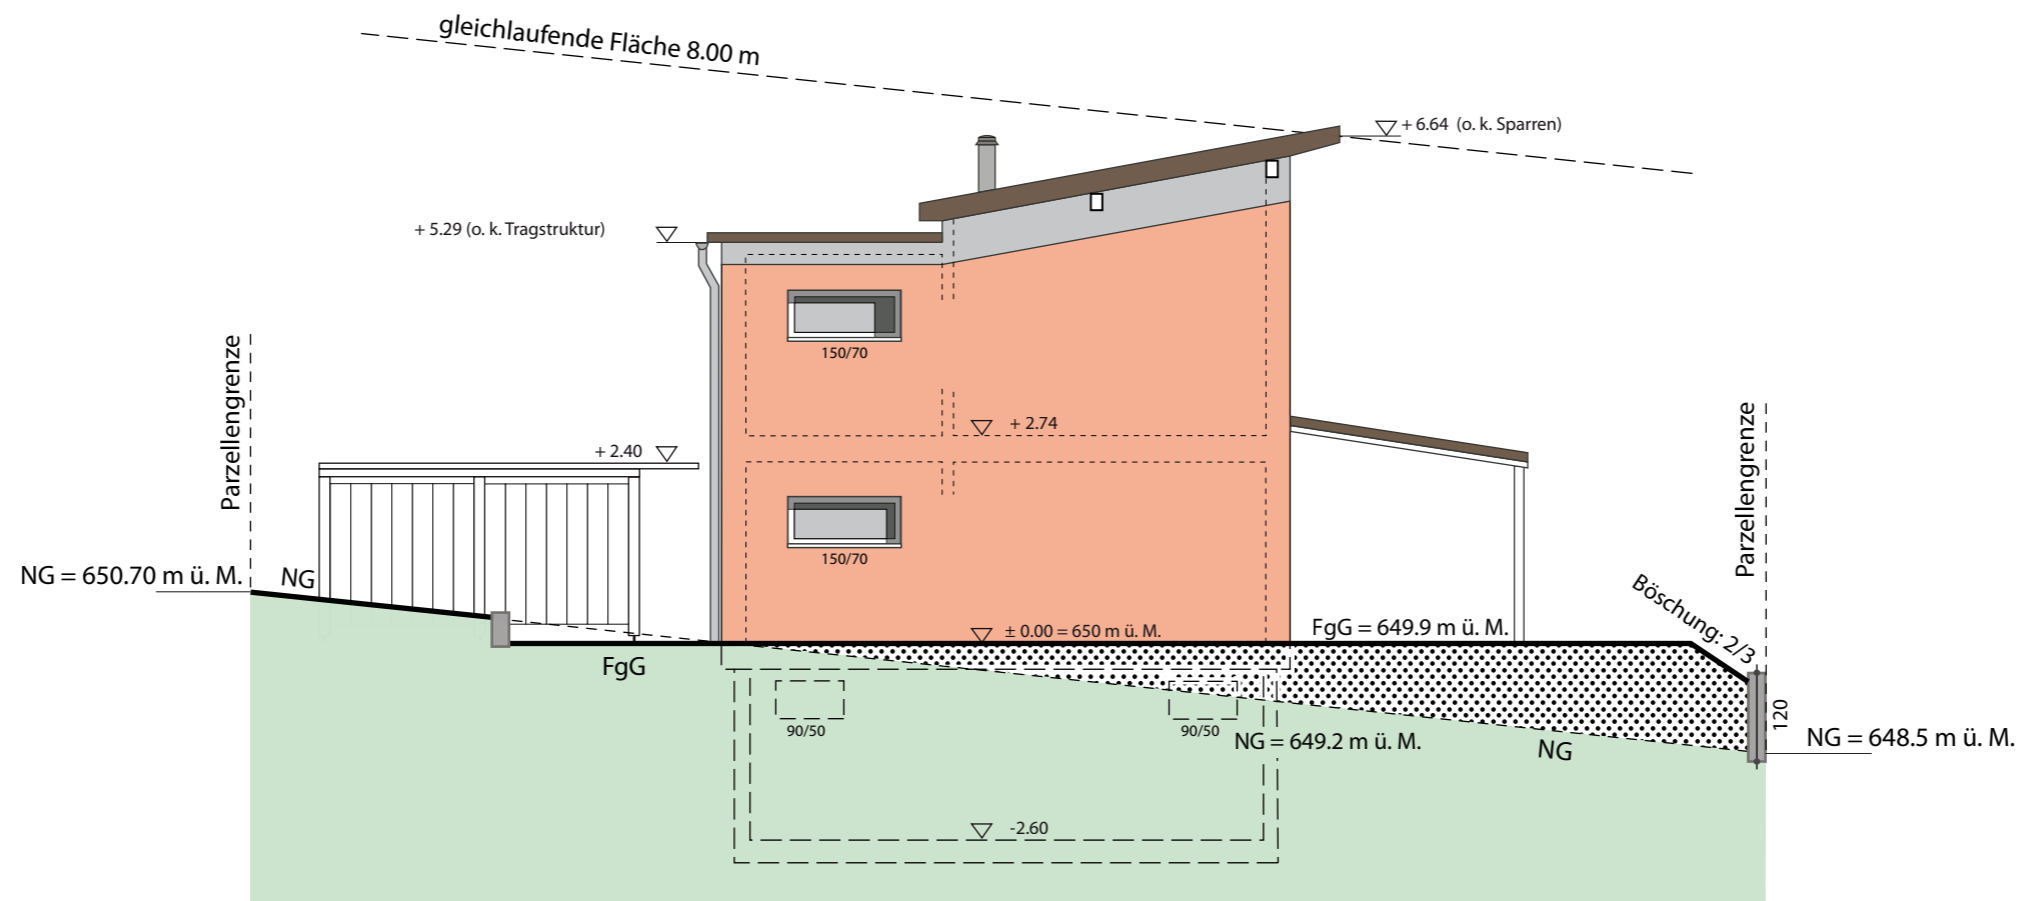 gleichlaufende Fläche 8.00 m
+ 6.64 (o. k. Sparren)
+ 5.29 (o. k. Tragstruktur)
150/70
Parzellengrenze
+ 2.74
Parzellengrenze
+ 2.40
150/70
NG = 650.70 m ü. M.
NG
Böschung: 2/3
± 0.00 = 650 m ü. M.
FgG = 649.9 m ü. M.
FgG
120
90/50
90/50
NG = 649.2 m ü. M.
NG
NG = 648.5 m ü. M.
-2.60